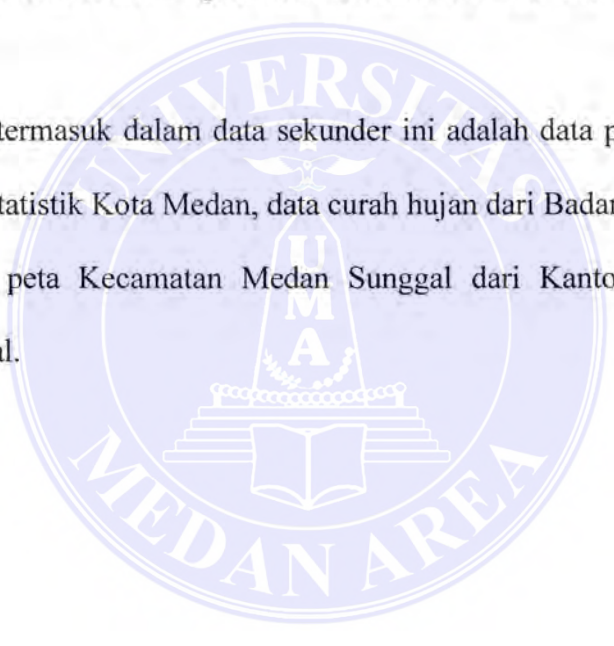 termasuk dalam data sekunder ini adalah data p
tatistik Kota Medan, data curah hujan dari Badan
peta Kecamatan Medan Sunggal dari Kanto
al.
UNIVERSITAS
UMA
MEDAN AREA